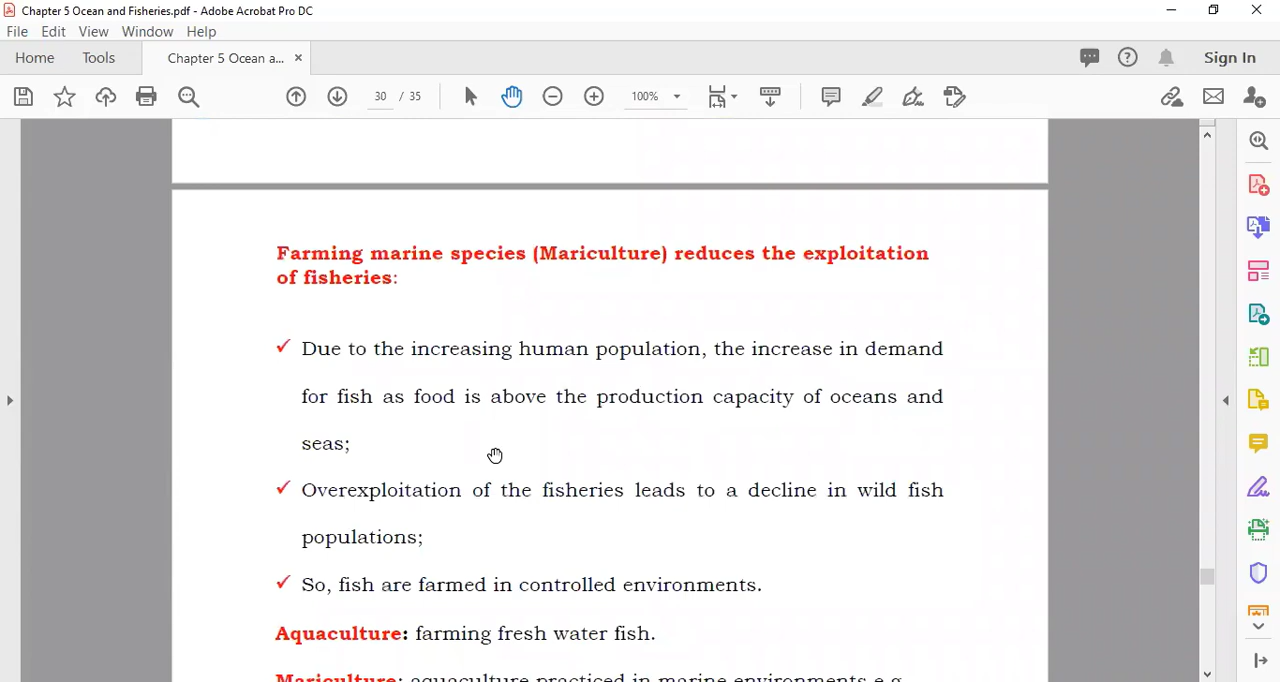 Chapter 5 Ocean and Fisheries.pdf - Adobe Acrobat Pro DC
File Edit View Window Help
Home Tools Chapter 5 Ocean a... × Sign In
30 / 35 100%
Farming marine species (Mariculture) reduces the exploitation
of fisheries:
✓ Due to the increasing human population, the increase in demand
for fish as food is above the production capacity of oceans and
seas;
✓ Overexploitation of the fisheries leads to a decline in wild fish
populations;
✓ So, fish are farmed in controlled environments.
Aquaculture: farming fresh water fish.
Mariculture: aquaculture practiced in marine environments e.g